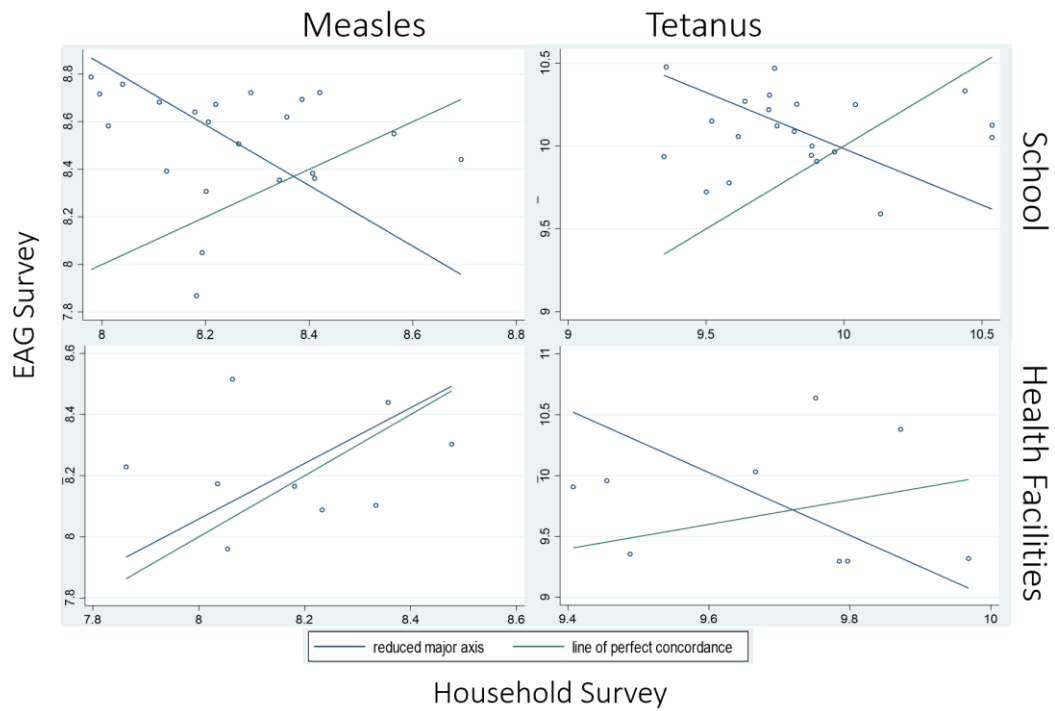 Measles Tetanus
8.8
8.6
8.4
8.2
8
7.8
8 8.2 8.4 8.6 8.8
10.5
10
9.5
9
9 9.5 10 10.5
School
EAG Survey
8.6
8.4
8.2
8
7.8
7.8 8 8.2 8.4 8.6
11
10.5
10
9.5
9
9.4 9.6 9.8 10
Health Facilities
reduced major axis line of perfect concordance
Household Survey